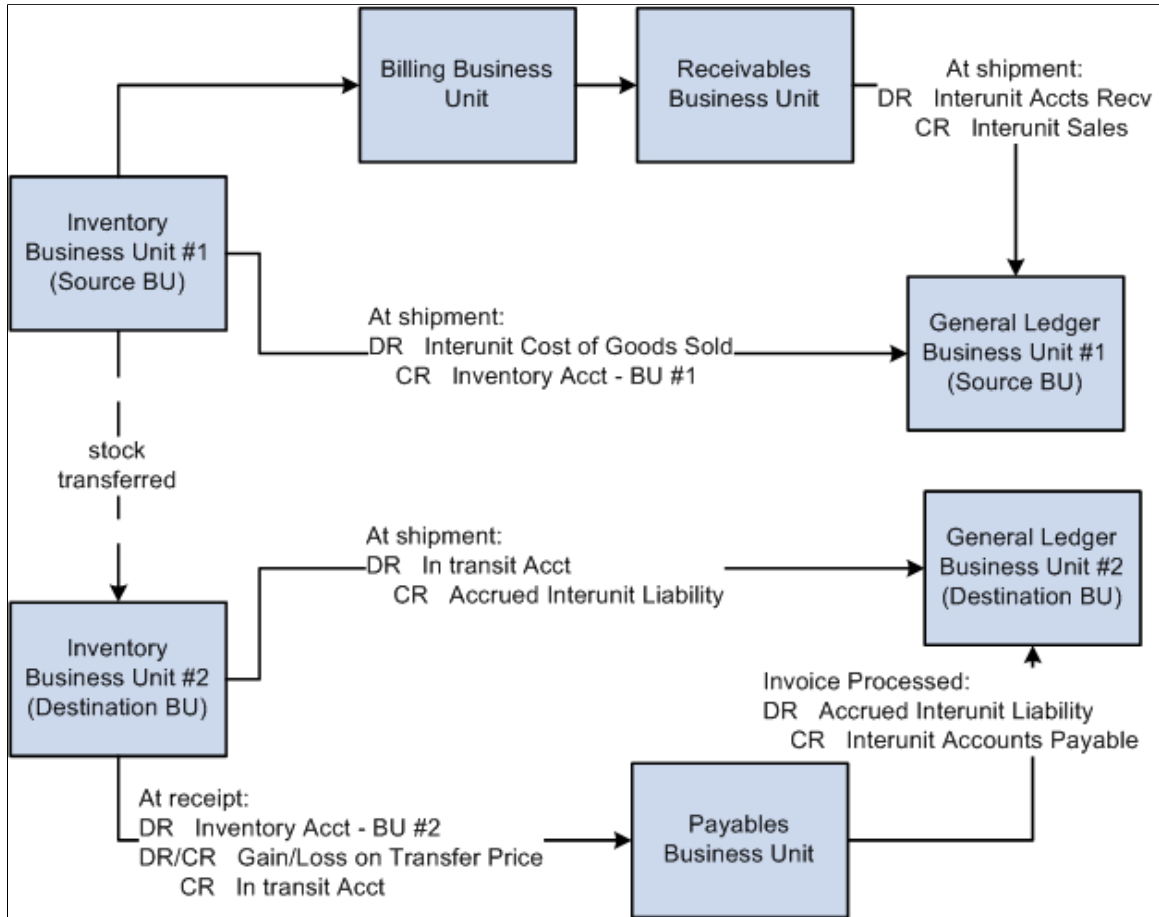 Billing Business
Unit
Receivables
Business Unit
At shipment:
DR Interunit Accts Recv
CR Interunit Sales
Inventory
Business Unit #1
(Source BU)
At shipment:
DR Interunit Cost of Goods Sold
CR Inventory Acct - BU #1
General Ledger
Business Unit #1
(Source BU)
stock
transferred
At shipment:
DR In transit Acct
CR Accrued Interunit Liability
General Ledger
Business Unit #2
(Destination BU)
Inventory
Business Unit #2
(Destination BU)
Invoice Processed:
DR Accrued Interunit Liability
CR Interunit Accounts Payable
At receipt:
DR Inventory Acct - BU #2
DR/CR Gain/Loss on Transfer Price
CR In transit Acct
Payables
Business Unit